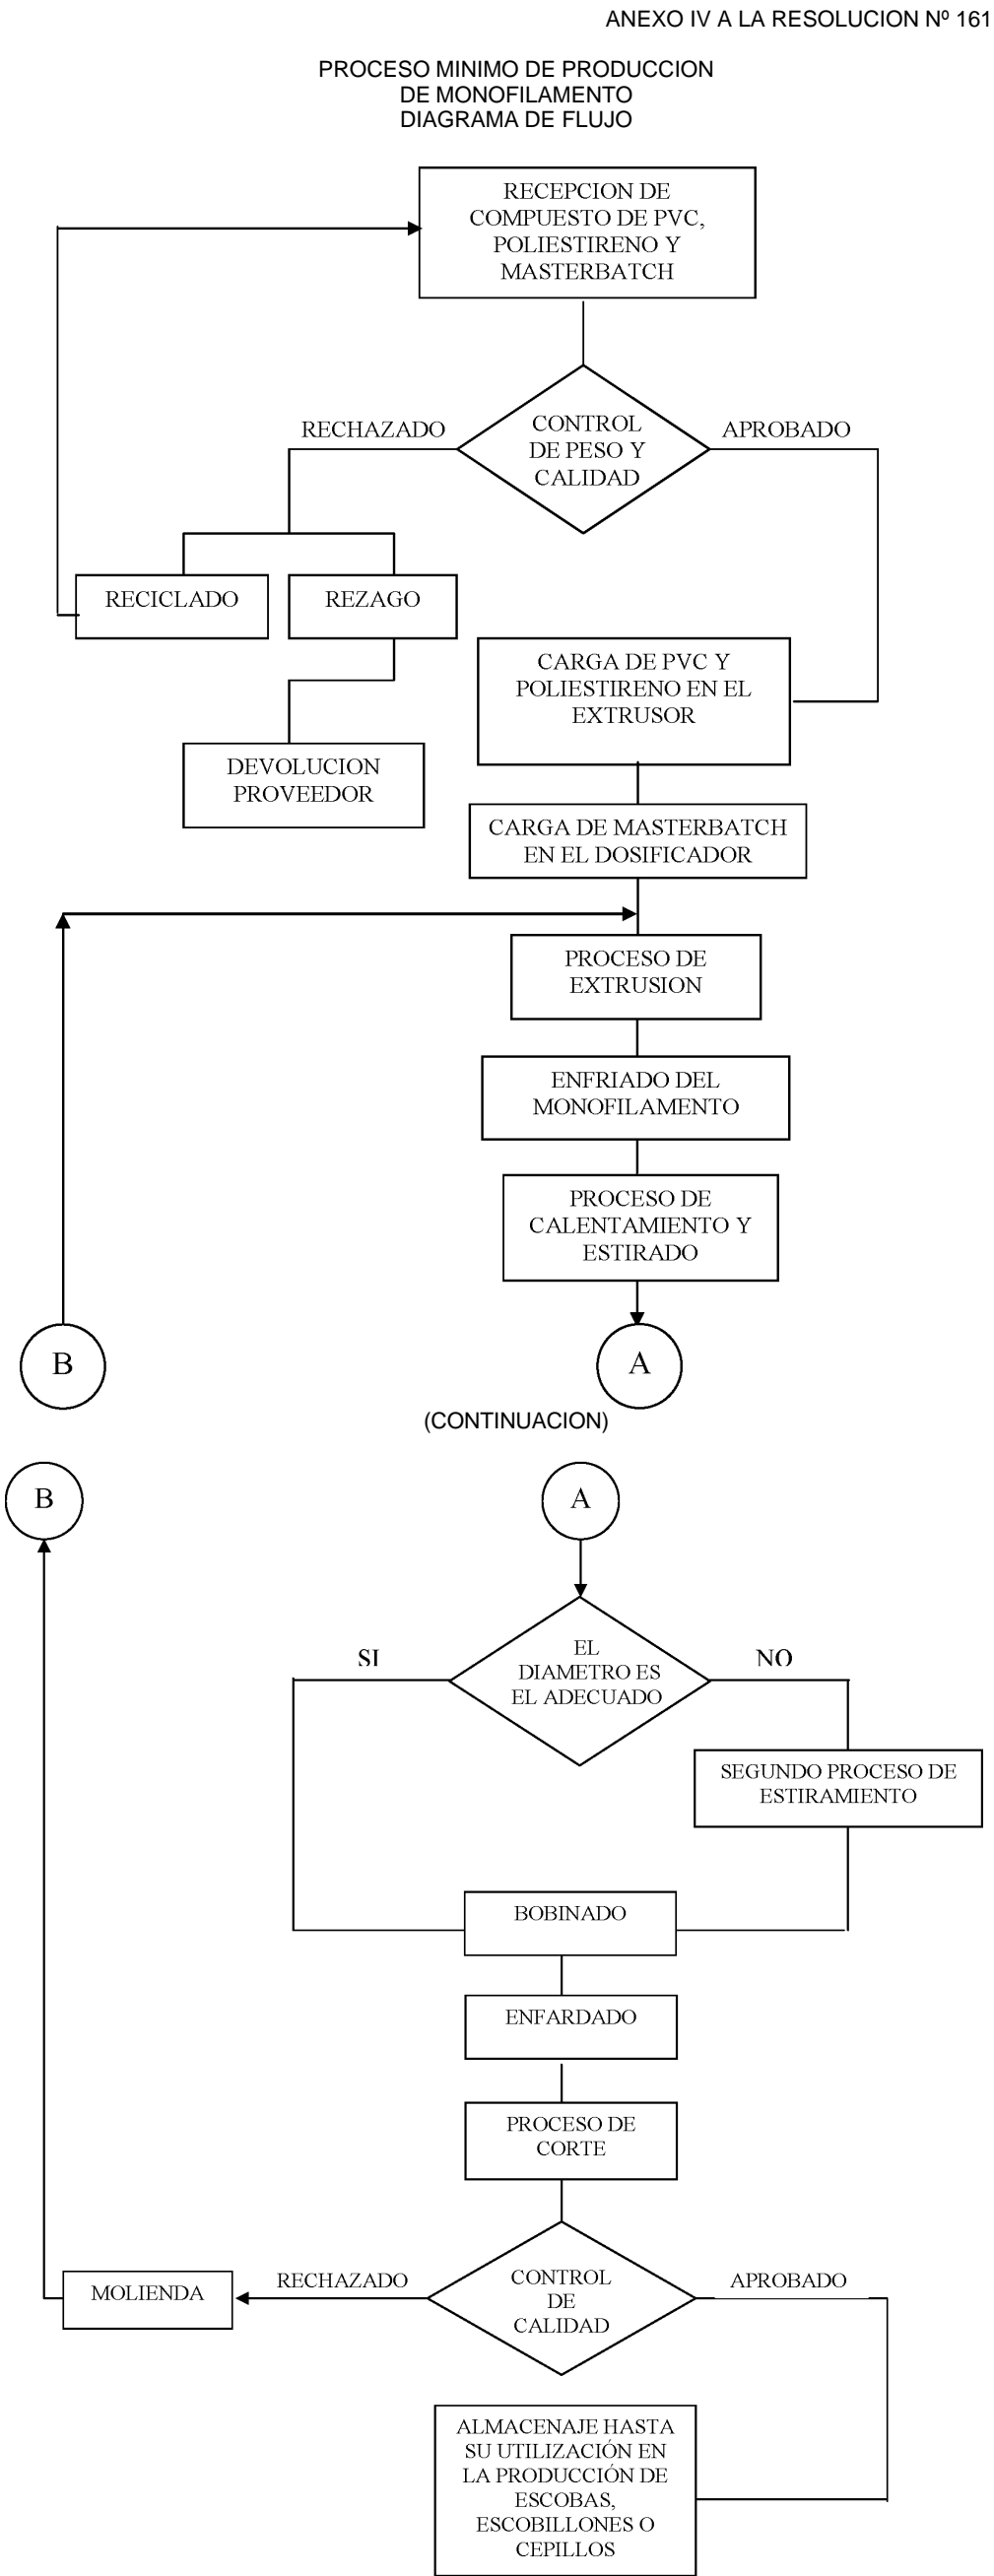 ANEXO IV A LA RESOLUCION Nº 161
PROCESO MINIMO DE PRODUCCION
DE MONOFILAMENTO
DIAGRAMA DE FLUJO
RECEPCION DE
COMPUESTO DE PVC,
POLIESTIRENO Y
MASTERBATCH
RECHAZADO
CONTROL
DE PESO Y
CALIDAD
APROBADO
RECICLADO
REZAGO
CARGA DE PVC Y
POLIESTIRENO EN EL
EXTRUSOR
DEVOLUCION
PROVEEDOR
CARGA DE MASTERBATCH
EN EL DOSIFICADOR
PROCESO DE
EXTRUSION
ENFRIADO DEL
MONOFILAMENTO
PROCESO DE
CALENTAMIENTO Y
ESTIRADO
B
A
(CONTINUACION)
B
A
SI
EL
DIAMETRO ES
EL ADECUADO
NO
SEGUNDO PROCESO DE
ESTIRAMIENTO
BOBINADO
ENFARDADO
PROCESO DE
CORTE
MOLIENDA
RECHAZADO
CONTROL
DE
CALIDAD
APROBADO
ALMACENAJE HASTA
SU UTILIZACIÓN EN
LA PRODUCCIÓN DE
ESCOBAS,
ESCOBILLONES O
CEPILLOS